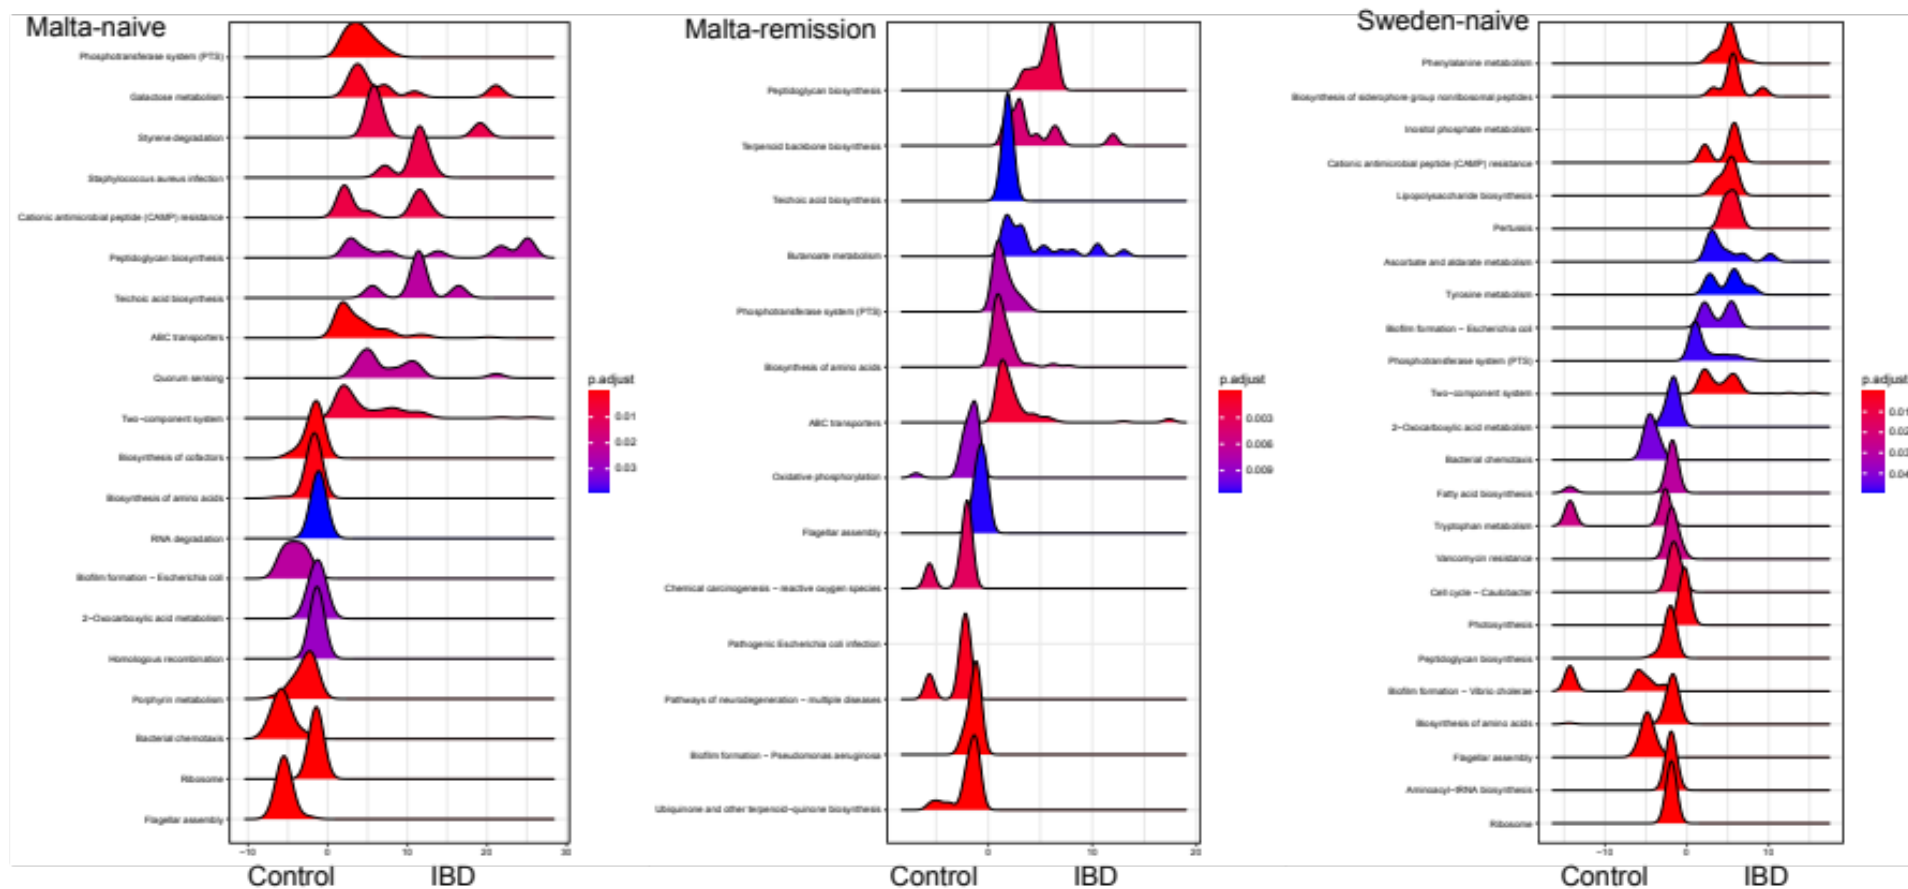 Malta-naive
Phosphotransferase system (PTS)
Galactose metabolism
Styrene degradation
Staphylococcus aureus infection
Cationic antimicrobial peptide (CAMP) resistance
Peptidoglycan biosynthesis
Teichoic acid biosynthesis
ABC transporters
Quorum sensing
Two-component system
Biosynthesis of cofactors
Biosynthesis of amino acids
RNA degradation
Biofilm formation - Escherichia coli
2-Oxocarboxylic acid metabolism
Homologous recombination
Porphyrin metabolism
Bacterial chemotaxis
Ribosome
Flagellar assembly
-10 0 10 20 30
Control IBD
p.adjust
0.01
0.02
0.03
Malta-remission
Peptidoglycan biosynthesis
Terpenoid backbone biosynthesis
Teichoic acid biosynthesis
Butanoate metabolism
Phosphotransferase system (PTS)
Biosynthesis of amino acids
ABC transporters
Oxidative phosphorylation
Flagellar assembly
Chemical carcinogenesis - reactive oxygen species
Pathogenic Escherichia coli infection
Pathways of neurodegeneration - multiple diseases
Biofilm formation - Pseudomonas aeruginosa
Ubiquinone and other terpenoid-quinone biosynthesis
0 10 20
Control IBD
p.adjust
0.003
0.006
0.009
Sweden-naive
Phenylalanine metabolism
Biosynthesis of siderophore group nonribosomal peptides
Inositol phosphate metabolism
Cationic antimicrobial peptide (CAMP) resistance
Lipopolysaccharide biosynthesis
Pertussis
Ascorbate and aldarate metabolism
Tyrosine metabolism
Biofilm formation - Escherichia coli
Phosphotransferase system (PTS)
Two-component system
2-Oxocarboxylic acid metabolism
Bacterial chemotaxis
Fatty acid biosynthesis
Tryptophan metabolism
Vancomycin resistance
Cell cycle - Caulobacter
Photosynthesis
Peptidoglycan biosynthesis
Biofilm formation - Vibrio cholerae
Biosynthesis of amino acids
Flagellar assembly
Aminoacyl-tRNA biosynthesis
Ribosome
-10 0 10
Control IBD
p.adjust
0.01
0.02
0.03
0.04